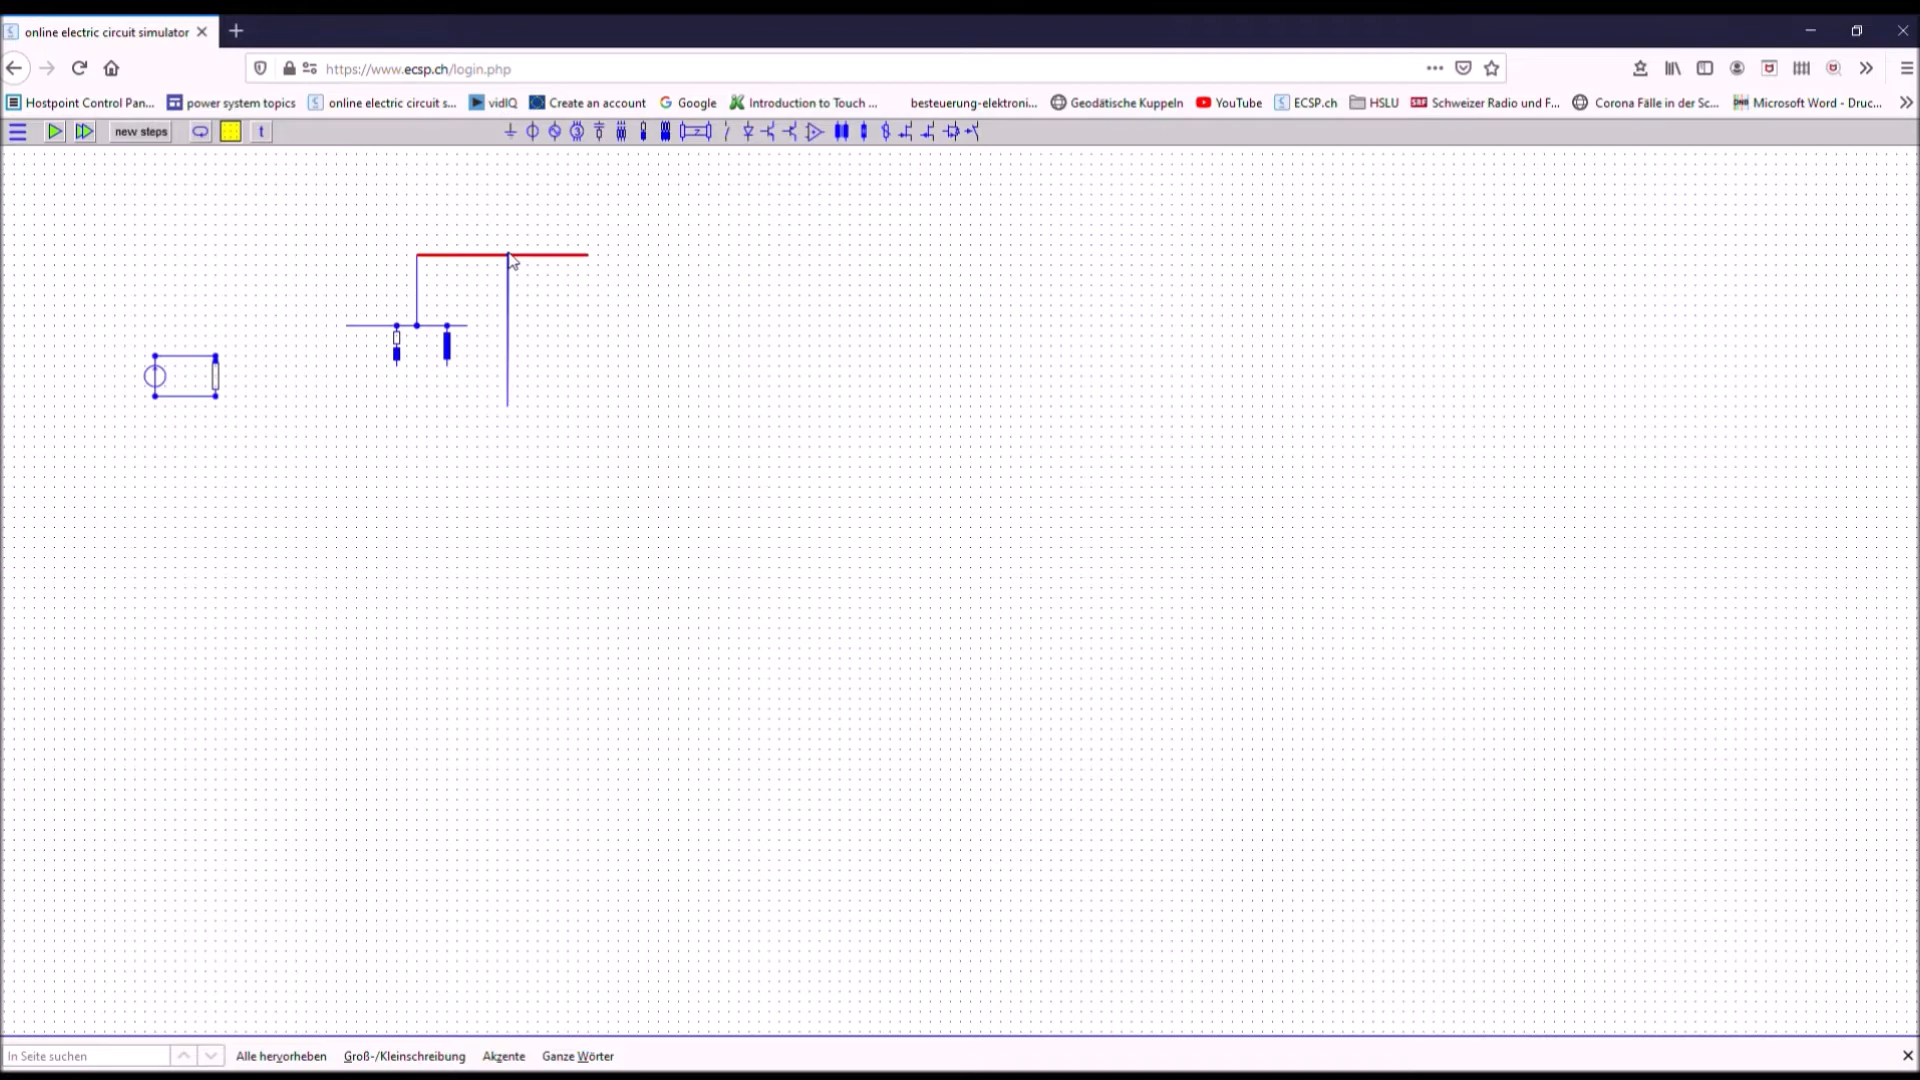 online electric circuit simulator
https://www.ecsp.ch/login.php
Hostpoint Control Pan... power system topics online electric circuit s... vidIQ Create an account Google Introduction to Touch ... besteuerung-elektroni... Geodätische Kuppeln YouTube ECSP.ch HSLU SRF Schweizer Radio und F... Corona Fälle in der Sc... Microsoft Word - Druc...
new steps t
In Seite suchen Alle hervorheben Groß-/Kleinschreibung Akzente Ganze Wörter